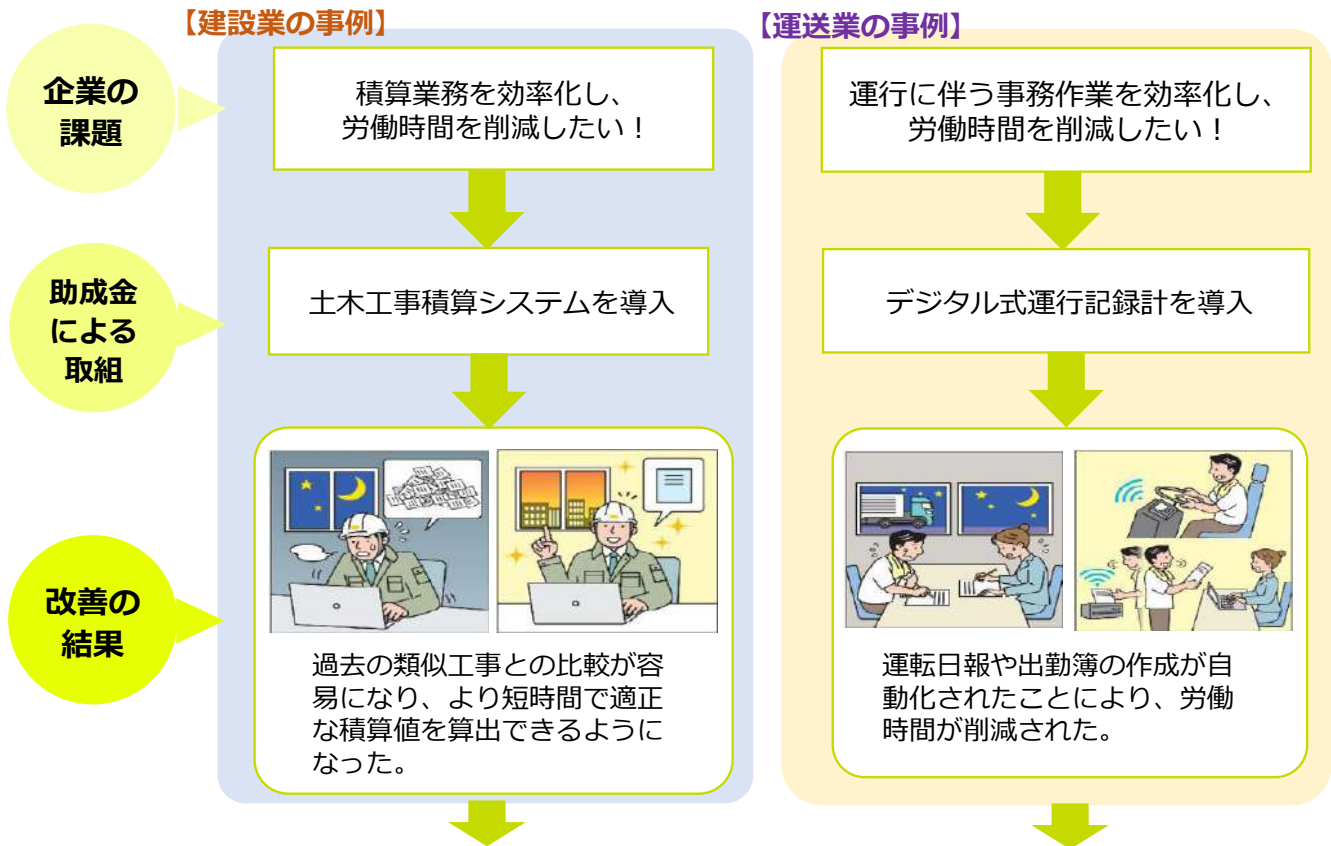 【建設業の事例】
【運送業の事例】
企業の
課題
積算業務を効率化し、
労働時間を削減したい！
運行に伴う事務作業を効率化し、
労働時間を削減したい！
助成金
による
取組
土木工事積算システムを導入
デジタル式運行記録計を導入
改善の
結果
過去の類似工事との比較が容
易になり、より短時間で適正
な積算値を算出できるように
なった。
運転日報や出勤簿の作成が自
動化されたことにより、労働
時間が削減された。